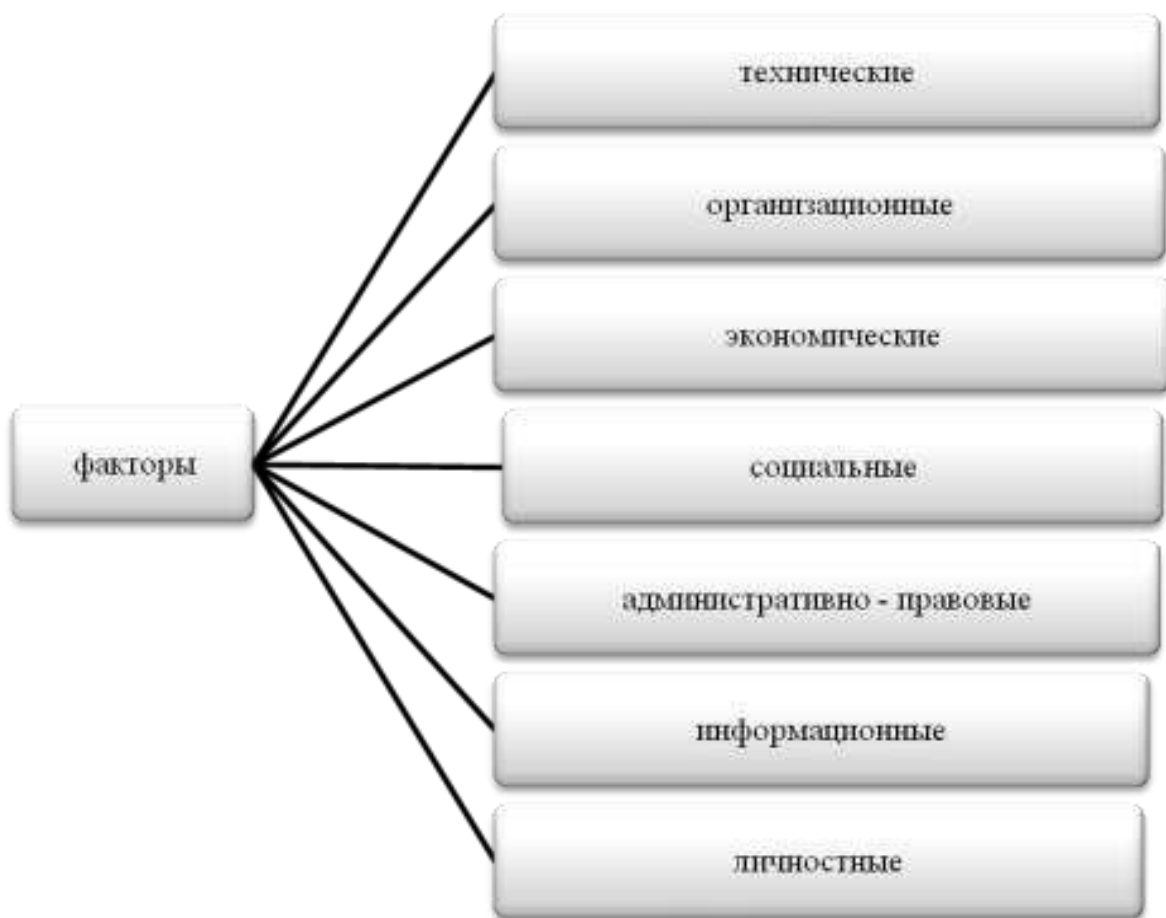 технические
организационные
экономические
факторы
социальные
административно - правовые
информационные
личностные